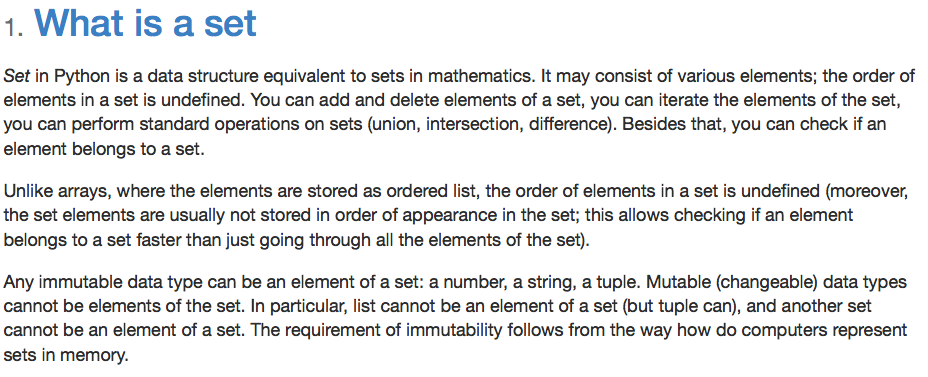 1. What is a set
Set in Python is a data structure equivalent to sets in mathematics. It may consist of various elements; the order of
elements in a set is undefined. You can add and delete elements of a set, you can iterate the elements of the set,
you can perform standard operations on sets (union, intersection, difference). Besides that, you can check if an
element belongs to a set.
Unlike arrays, where the elements are stored as ordered list, the order of elements in a set is undefined (moreover,
the set elements are usually not stored in order of appearance in the set; this allows checking if an element
belongs to a set faster than just going through all the elements of the set).
Any immutable data type can be an element of a set: a number, a string, a tuple. Mutable (changeable) data types
cannot be elements of the set. In particular, list cannot be an element of a set (but tuple can), and another set
cannot be an element of a set. The requirement of immutability follows from the way how do computers represent
sets in memory.